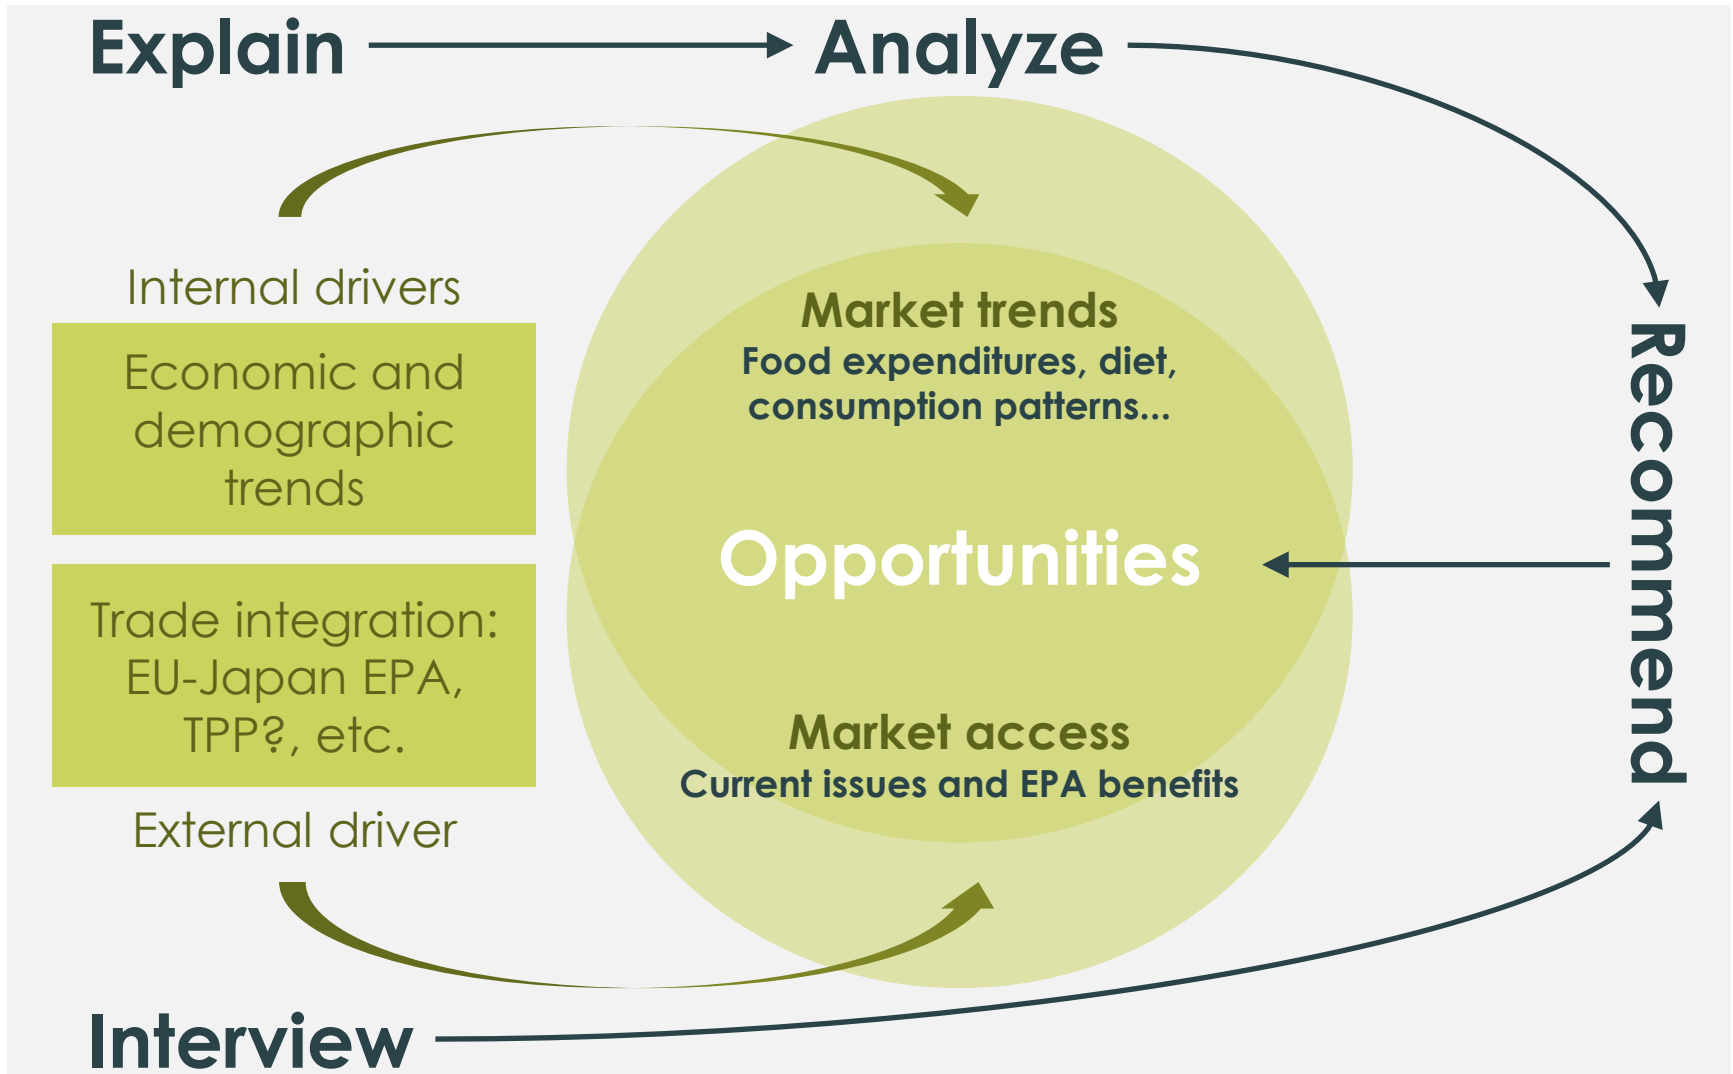 Explain
Analyze
Internal drivers
Economic and
demographic
trends
Trade integration:
EU-Japan EPA,
TPP?, etc.
External driver
Market trends
Food expenditures, diet,
consumption patterns...
Opportunities
Market access
Current issues and EPA benefits
Recommend
Interview